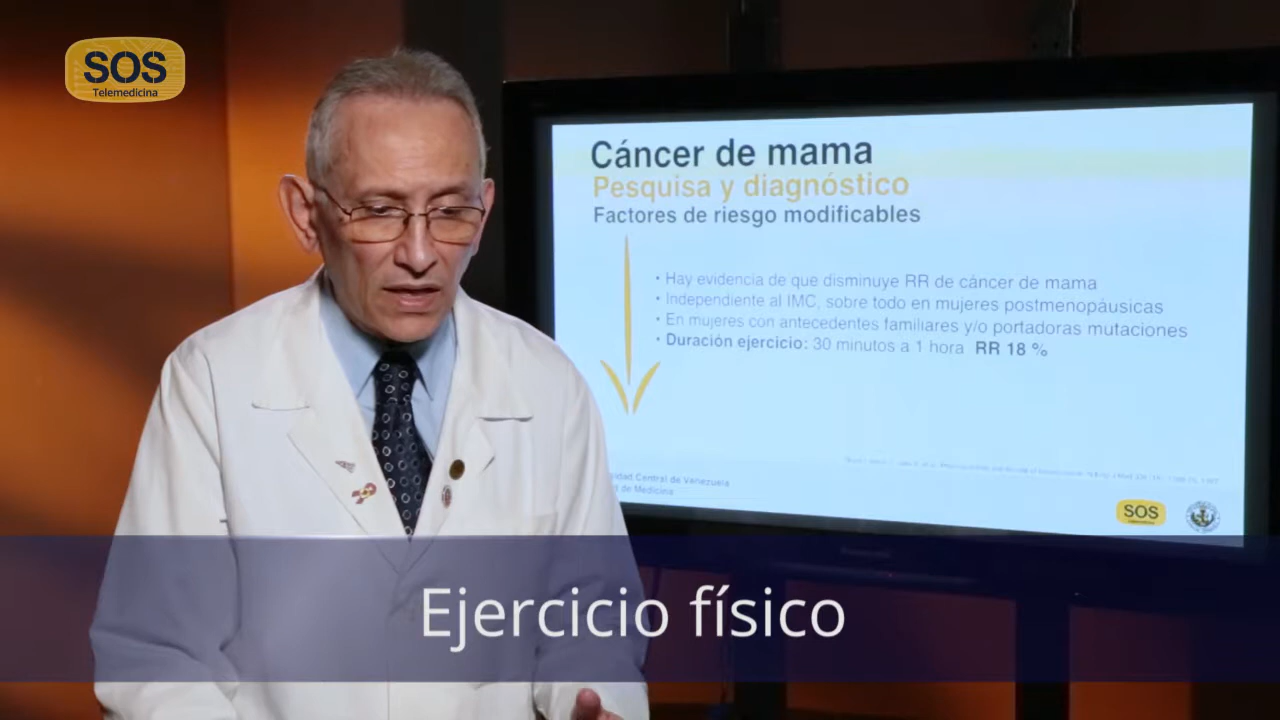 SOS
Telemedicina
Cáncer de mama
Pesquisa y diagnóstico
Factores de riesgo modificables
• Hay evidencia de que disminuye RR de cáncer de mama
• Independiente al IMC, sobre todo en mujeres postmenopáusicas
• En mujeres con antecedentes familiares y/o portadoras mutaciones
• Duración ejercicio: 30 minutos a 1 hora RR 18 %
Central de Venezuela
de Medicina
SOS
Ejercicio físico